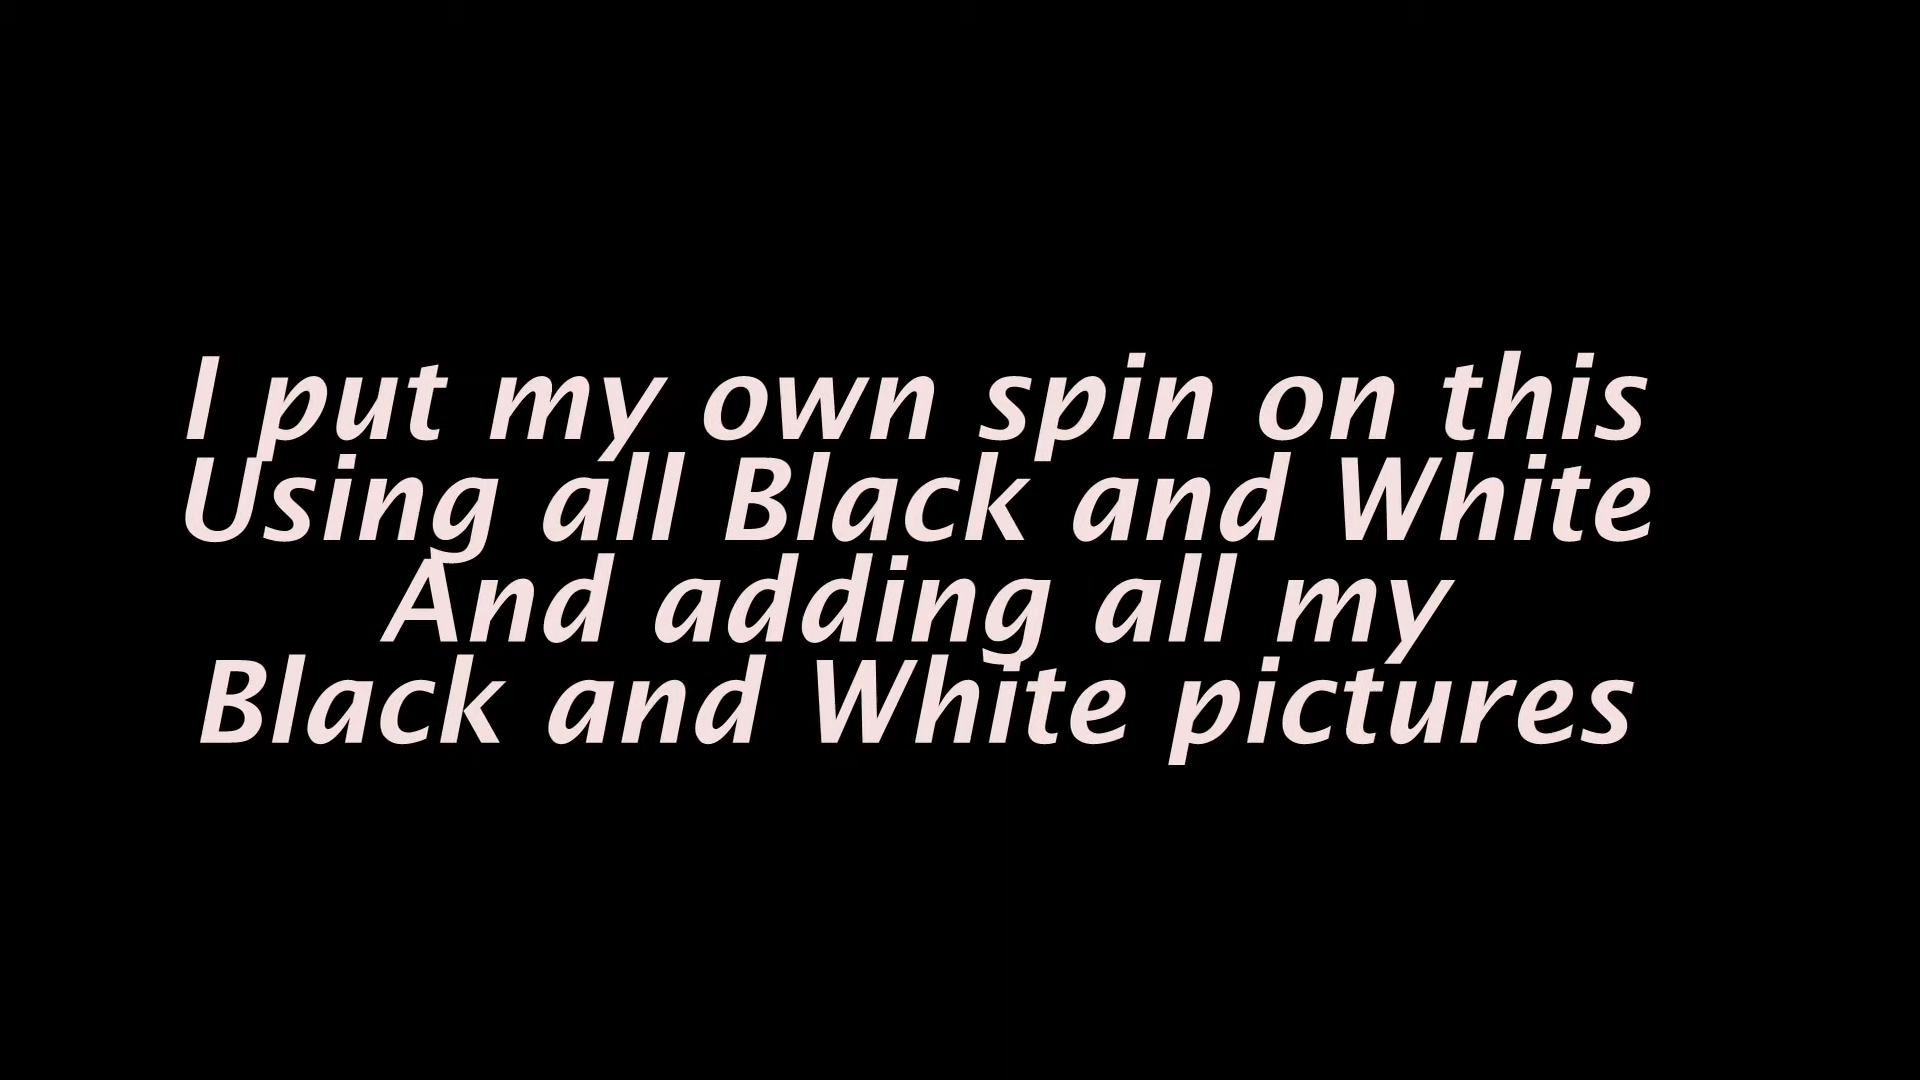 I put my own spin on this
Using all Black and White
And adding all my
Black and White pictures